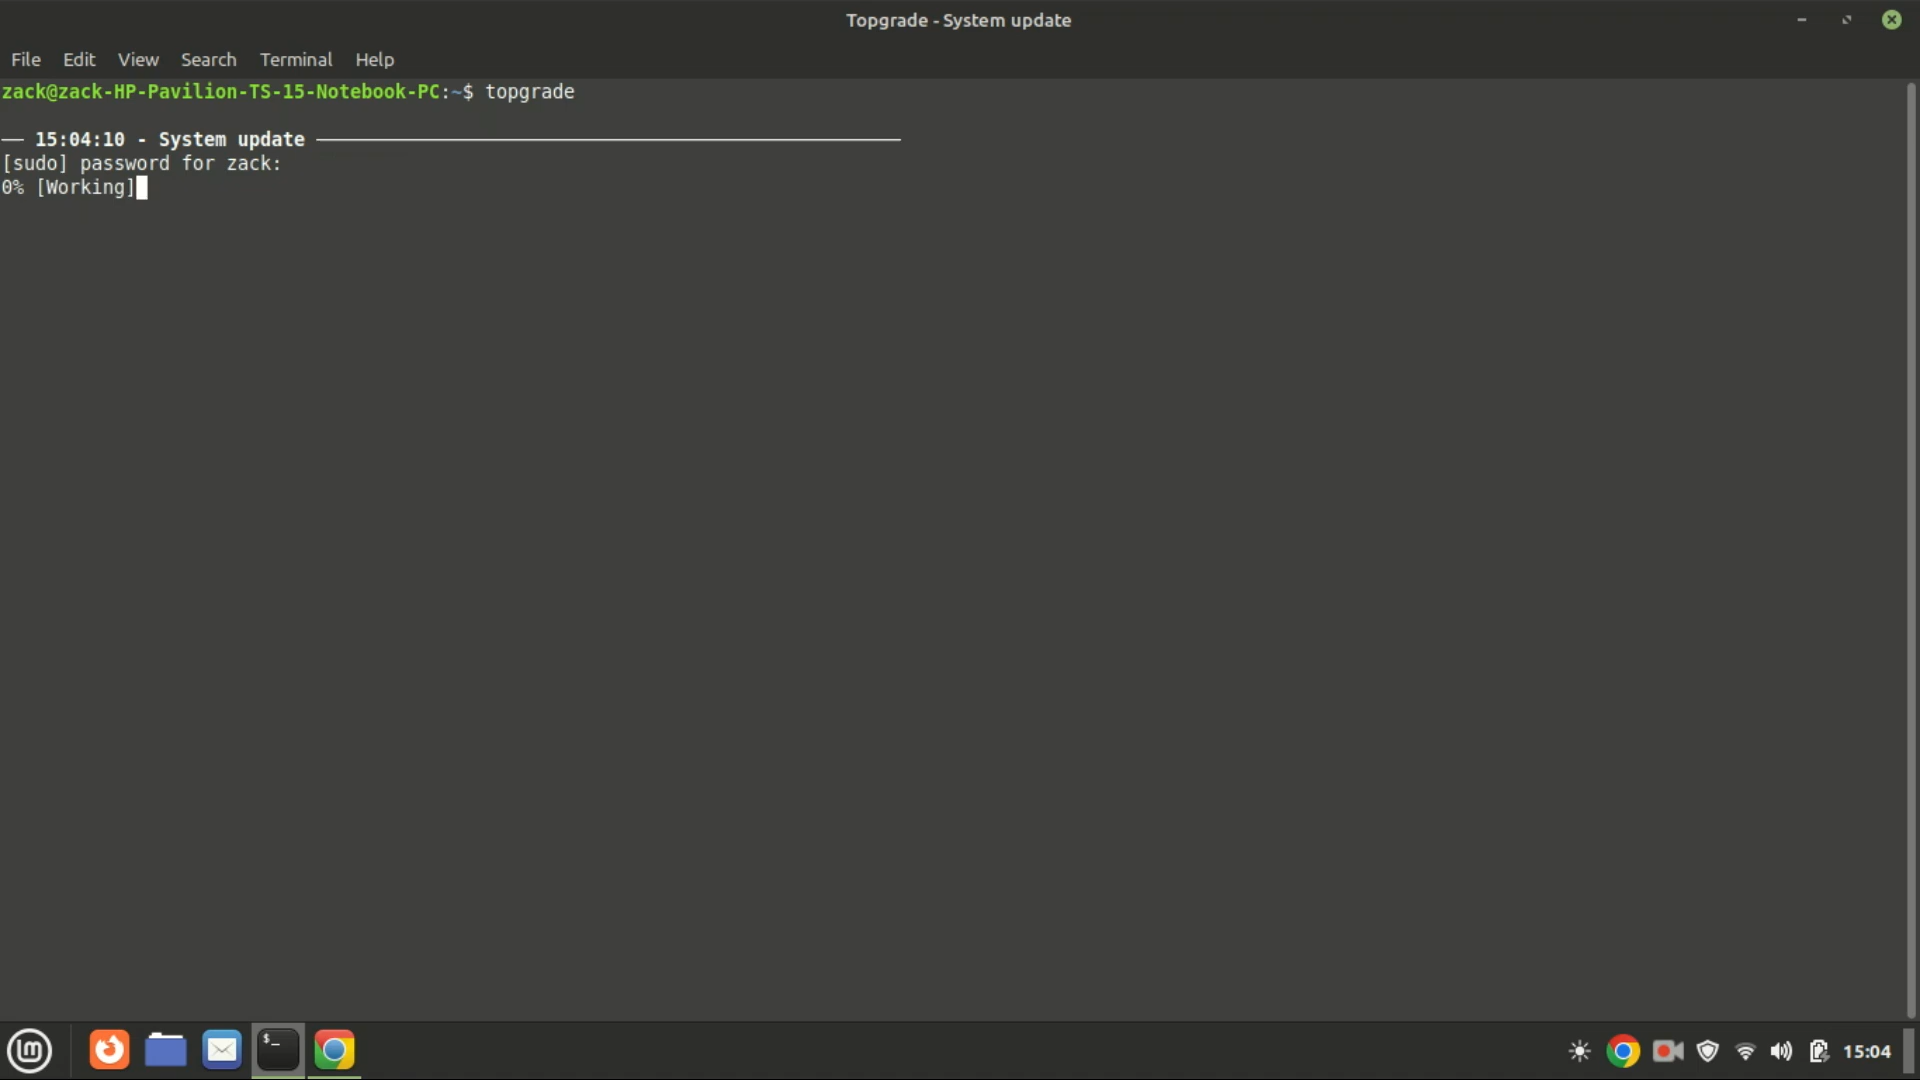 Topgrade - System update
File Edit View Search Terminal Help
zack@zack-HP-Pavilion-TS-15-Notebook-PC:~$ topgrade
── 15:04:10 - System update ────────────────────────────────────────────────────
[sudo] password for zack:
0% [Working]
$_
15:04